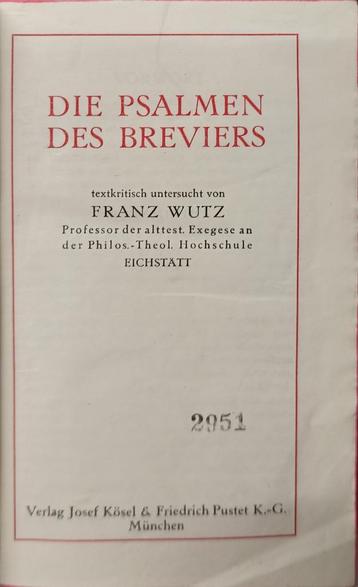 DIE PSALMEN
DES BREVIERS
textkritisch untersucht von
FRANZ WUTZ
Professor der alttest. Exegese an
der Philos.-Theol. Hochschule
EICHSTÄTT
2951
Verlag Josef Kösel & Friedrich Pustet K.-G.
München